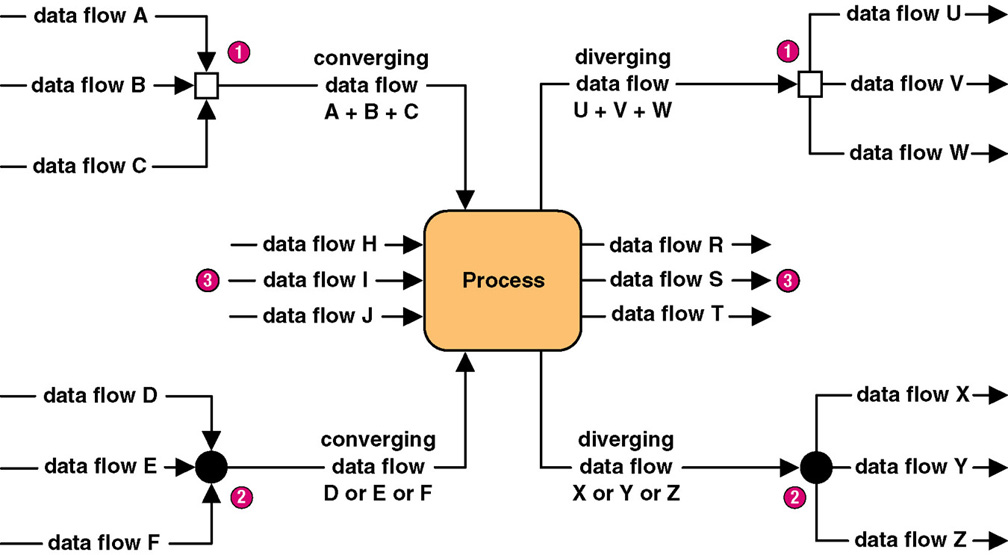 data flow A
data flow B
data flow C
1
converging
data flow
A + B + C
diverging
data flow
U + V + W
1
data flow U
data flow V
data flow W
data flow H
data flow I
data flow J
3
Process
data flow R
data flow S
data flow T
3
data flow D
data flow E
data flow F
2
converging
data flow
D or E or F
diverging
data flow
X or Y or Z
2
data flow X
data flow Y
data flow Z